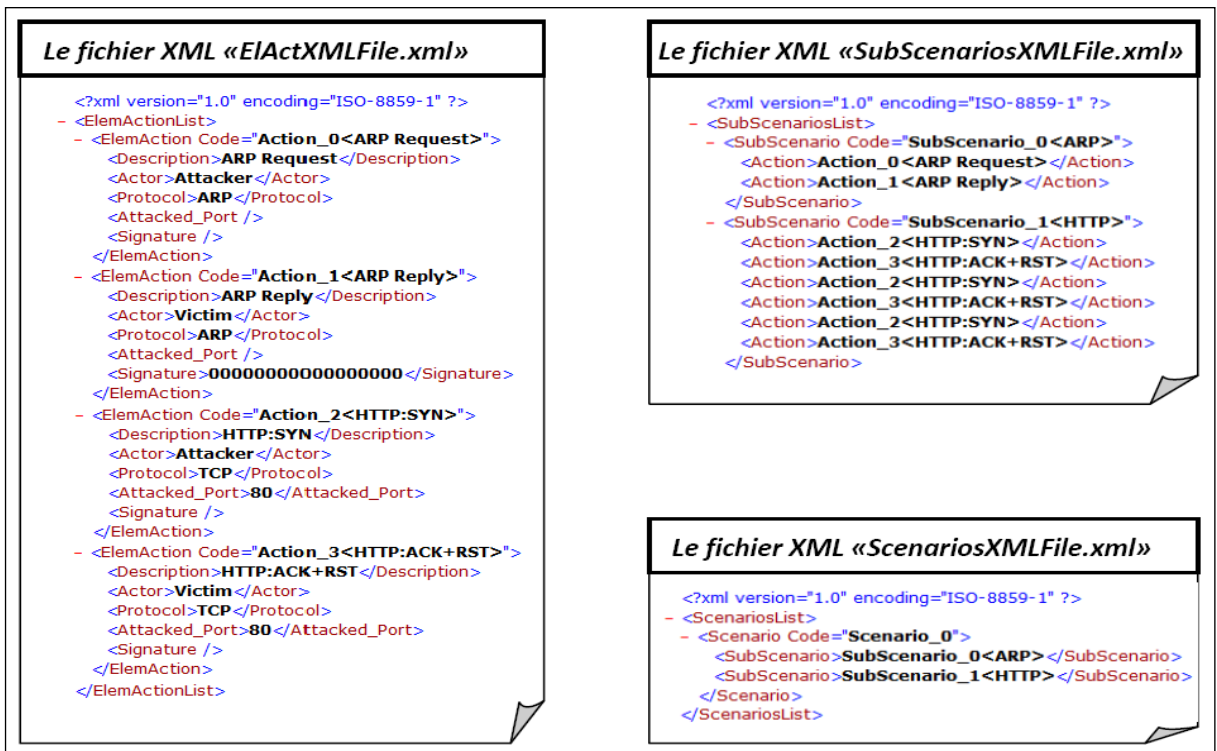 Le fichier XML «ElActXMLFile.xml»
<?xml version="1.0" encoding="ISO-8859-1" ?>
– <ElemActionList>
– <ElemAction Code="Action_0<ARP Request>">
<Description>ARP Request</Description>
<Actor>Attacker</Actor>
<Protocol>ARP</Protocol>
<Attacked_Port />
<Signature />
</ElemAction>
– <ElemAction Code="Action_1<ARP Reply>">
<Description>ARP Reply</Description>
<Actor>Victim</Actor>
<Protocol>ARP</Protocol>
<Attacked_Port />
<Signature>00000000000000000</Signature>
</ElemAction>
– <ElemAction Code="Action_2<HTTP:SYN>">
<Description>HTTP:SYN</Description>
<Actor>Attacker</Actor>
<Protocol>TCP</Protocol>
<Attacked_Port>80</Attacked_Port>
<Signature />
</ElemAction>
– <ElemAction Code="Action_3<HTTP:ACK+RST>">
<Description>HTTP:ACK+RST</Description>
<Actor>Victim</Actor>
<Protocol>TCP</Protocol>
<Attacked_Port>80</Attacked_Port>
<Signature />
</ElemAction>
</ElemActionList>
Le fichier XML «SubScenariosXMLFile.xml»
<?xml version="1.0" encoding="ISO-8859-1" ?>
– <SubScenariosList>
– <SubScenario Code="SubScenario_0<ARP>">
<Action>Action_0<ARP Request></Action>
<Action>Action_1<ARP Reply></Action>
</SubScenario>
– <SubScenario Code="SubScenario_1<HTTP>">
<Action>Action_2<HTTP:SYN></Action>
<Action>Action_3<HTTP:ACK+RST></Action>
<Action>Action_2<HTTP:SYN></Action>
<Action>Action_3<HTTP:ACK+RST></Action>
<Action>Action_2<HTTP:SYN></Action>
<Action>Action_3<HTTP:ACK+RST></Action>
</SubScenario>
Le fichier XML «ScenariosXMLFile.xml»
<?xml version="1.0" encoding="ISO-8859-1" ?>
– <ScenariosList>
– <Scenario Code="Scenario_0">
<SubScenario>SubScenario_0<ARP></SubScenario>
<SubScenario>SubScenario_1<HTTP></SubScenario>
</Scenario>
</ScenariosList>